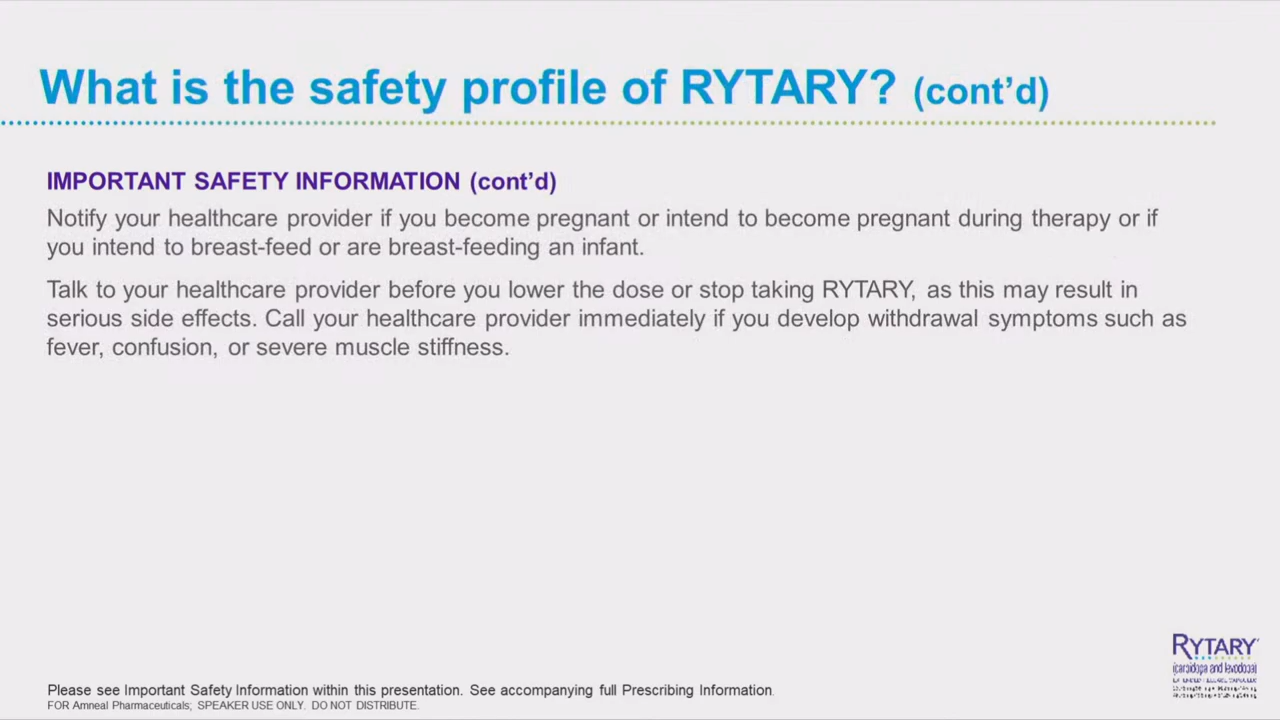 What is the safety profile of RYTARY? (cont’d)
IMPORTANT SAFETY INFORMATION (cont’d)
Notify your healthcare provider if you become pregnant or intend to become pregnant during therapy or if
you intend to breast-feed or are breast-feeding an infant.
Talk to your healthcare provider before you lower the dose or stop taking RYTARY, as this may result in
serious side effects. Call your healthcare provider immediately if you develop withdrawal symptoms such as
fever, confusion, or severe muscle stiffness.
RYTARY
(carbidopa and levodopa)
Please see Important Safety Information within this presentation. See accompanying full Prescribing Information.
FOR Amneal Pharmaceuticals; SPEAKER USE ONLY. DO NOT DISTRIBUTE.